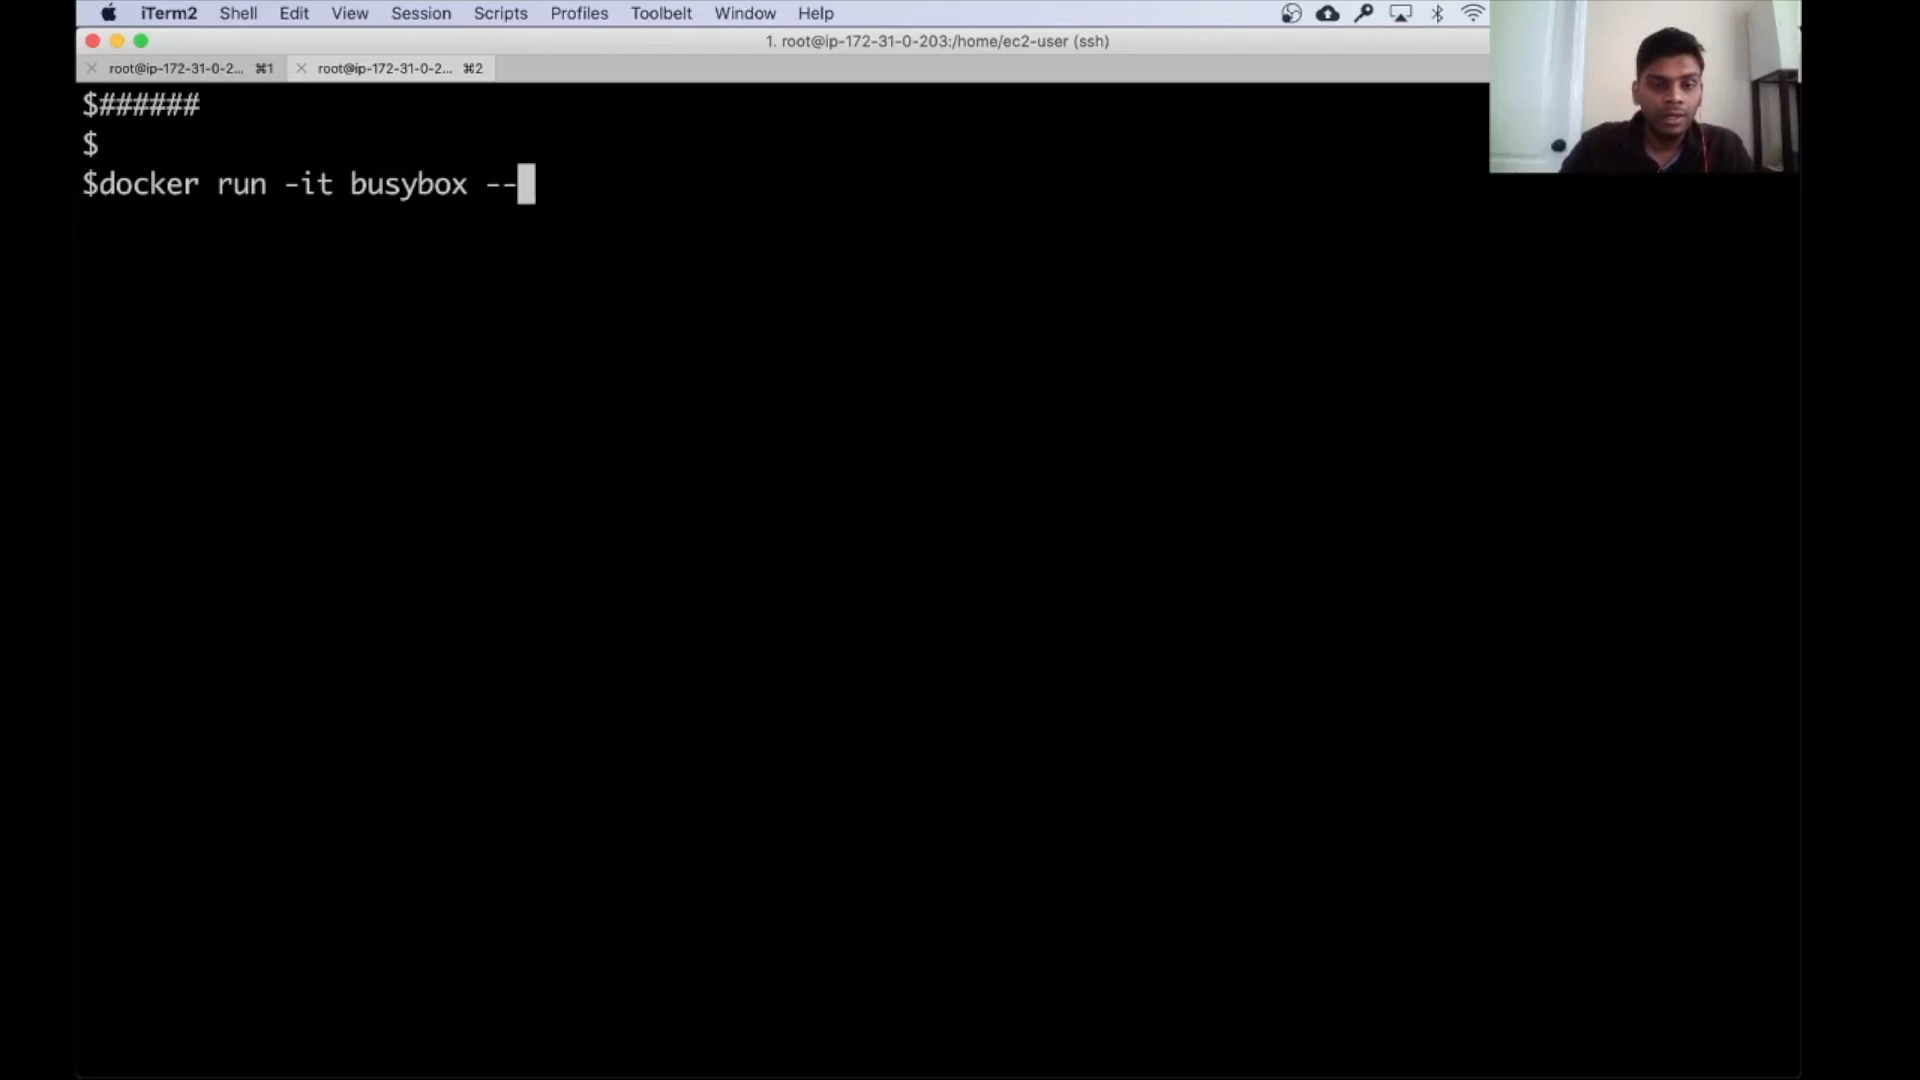 iTerm2 Shell Edit View Session Scripts Profiles Toolbelt Window Help
1. root@ip-172-31-0-203:/home/ec2-user (ssh)
root@ip-172-31-0-2... ⌘1 root@ip-172-31-0-2... ⌘2
$######
$
$docker run -it busybox --